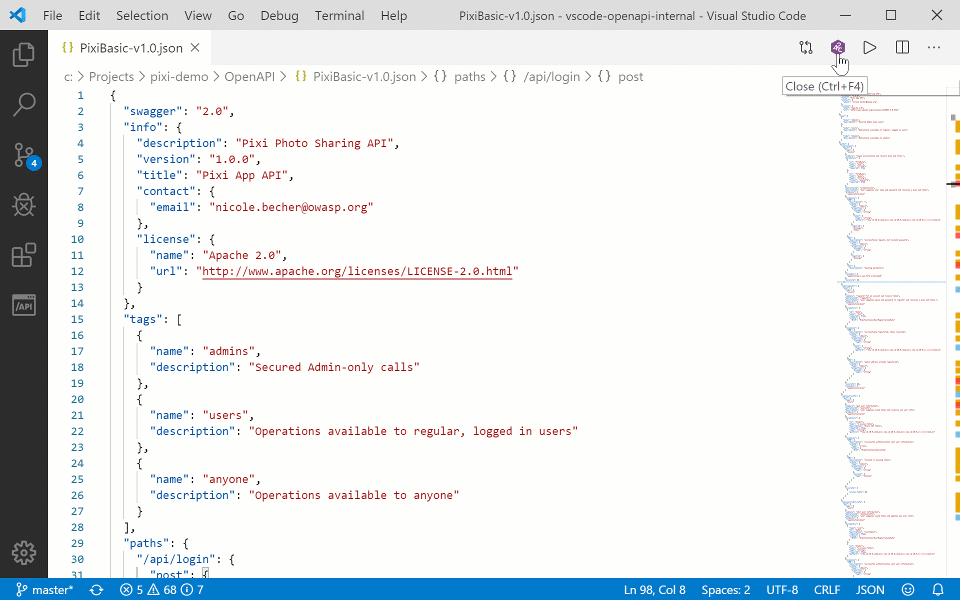 File Edit Selection View Go Debug Terminal Help PixiBasic-v1.0.json - vscode-openapi-internal - Visual Studio Code
{} PixiBasic-v1.0.json
Close (Ctrl+F4)
c: > Projects > pixi-demo > OpenAPI > {} PixiBasic-v1.0.json > {} paths > {} /api/login > {} post
1 {
2 "swagger": "2.0",
3 "info": {
4 "description": "Pixi Photo Sharing API",
5 "version": "1.0.0",
6 "title": "Pixi App API",
7 "contact": {
8 "email": "nicole.becher@owasp.org"
9 },
10 "license": {
11 "name": "Apache 2.0",
12 "url": "http://www.apache.org/licenses/LICENSE-2.0.html"
13 }
14 },
15 "tags": [
16 {
17 "name": "admins",
18 "description": "Secured Admin-only calls"
19 },
20 {
21 "name": "users",
22 "description": "Operations available to regular, logged in users"
23 },
24 {
25 "name": "anyone",
26 "description": "Operations available to anyone"
27 }
28 ],
29 "paths": {
30 "/api/login": {
31 "post": {
4
API
master* 5 68 7 Ln 98, Col 8 Spaces: 2 UTF-8 CRLF JSON